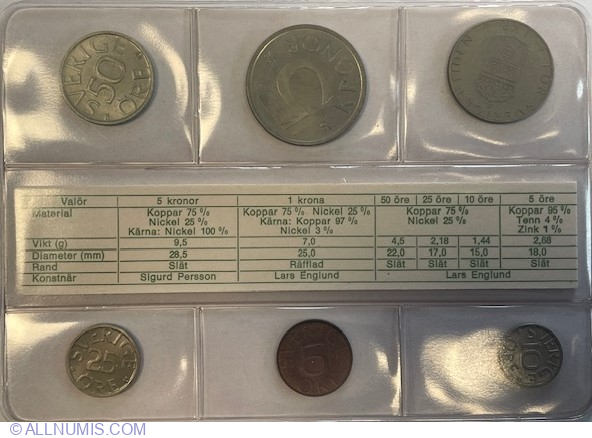 SVERIGE 50 ÖRE
5 KRONOR
Valör 5 kronor 1 krona 50 öre 25 öre 10 öre 5 öre
Material Koppar 75 % Koppar 75 % Nickel 25 % Koppar 75 % Koppar 95 %
Nickel 25 % Kärna: Koppar 97 % Nickel 25 % Tenn 4 %
Kärna: Nickel 100 % Nickel 3 % Zink 1 %
Vikt (g) 9,5 7,0 4,5 2,18 1,44 2,68
Diameter (mm) 28,5 25,0 22,0 17,0 15,0 18,0
Rand Slät Räfflad Slät Slät Slät Slät
Konstnär Sigurd Persson Lars Englund Lars Englund
SVERIGE 25 ÖRE
SVERIGE 10
© ALLNUMIS.COM